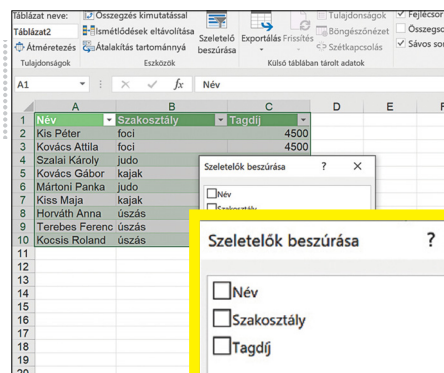 Táblázat neve:
Táblázat2
Átméretezés
Tulajdonságok
Összegzés kimutatással
Ismétlődések eltávolítása
Átalakítás tartománnyá
Eszközök
Szeletelő
beszúrása
Exportálás
Frissítés
Tulajdonságok
Böngészőnézet
Szétkapcsolás
Külső táblában tárolt adatok
Fejlécsor
Összegsor
Sávos sor
A1
fx
Név
A B C D E F
1 Név Szakosztály Tagdíj
2 Kis Péter foci 4500
3 Kovács Attila foci 4500
4 Szalai Károly judo
5 Kovács Gábor kajak
6 Mártoni Panka judo
7 Kiss Maja kajak
8 Horváth Anna úszás
9 Terebes Ferenc úszás
10 Kocsis Roland úszás
11
12
13
14
15
16
17
18
19
20
Szeletelők beszúrása ? ×
Név
Szakosztály
Szeletelők beszúrása ?
Név
Szakosztály
Tagdíj